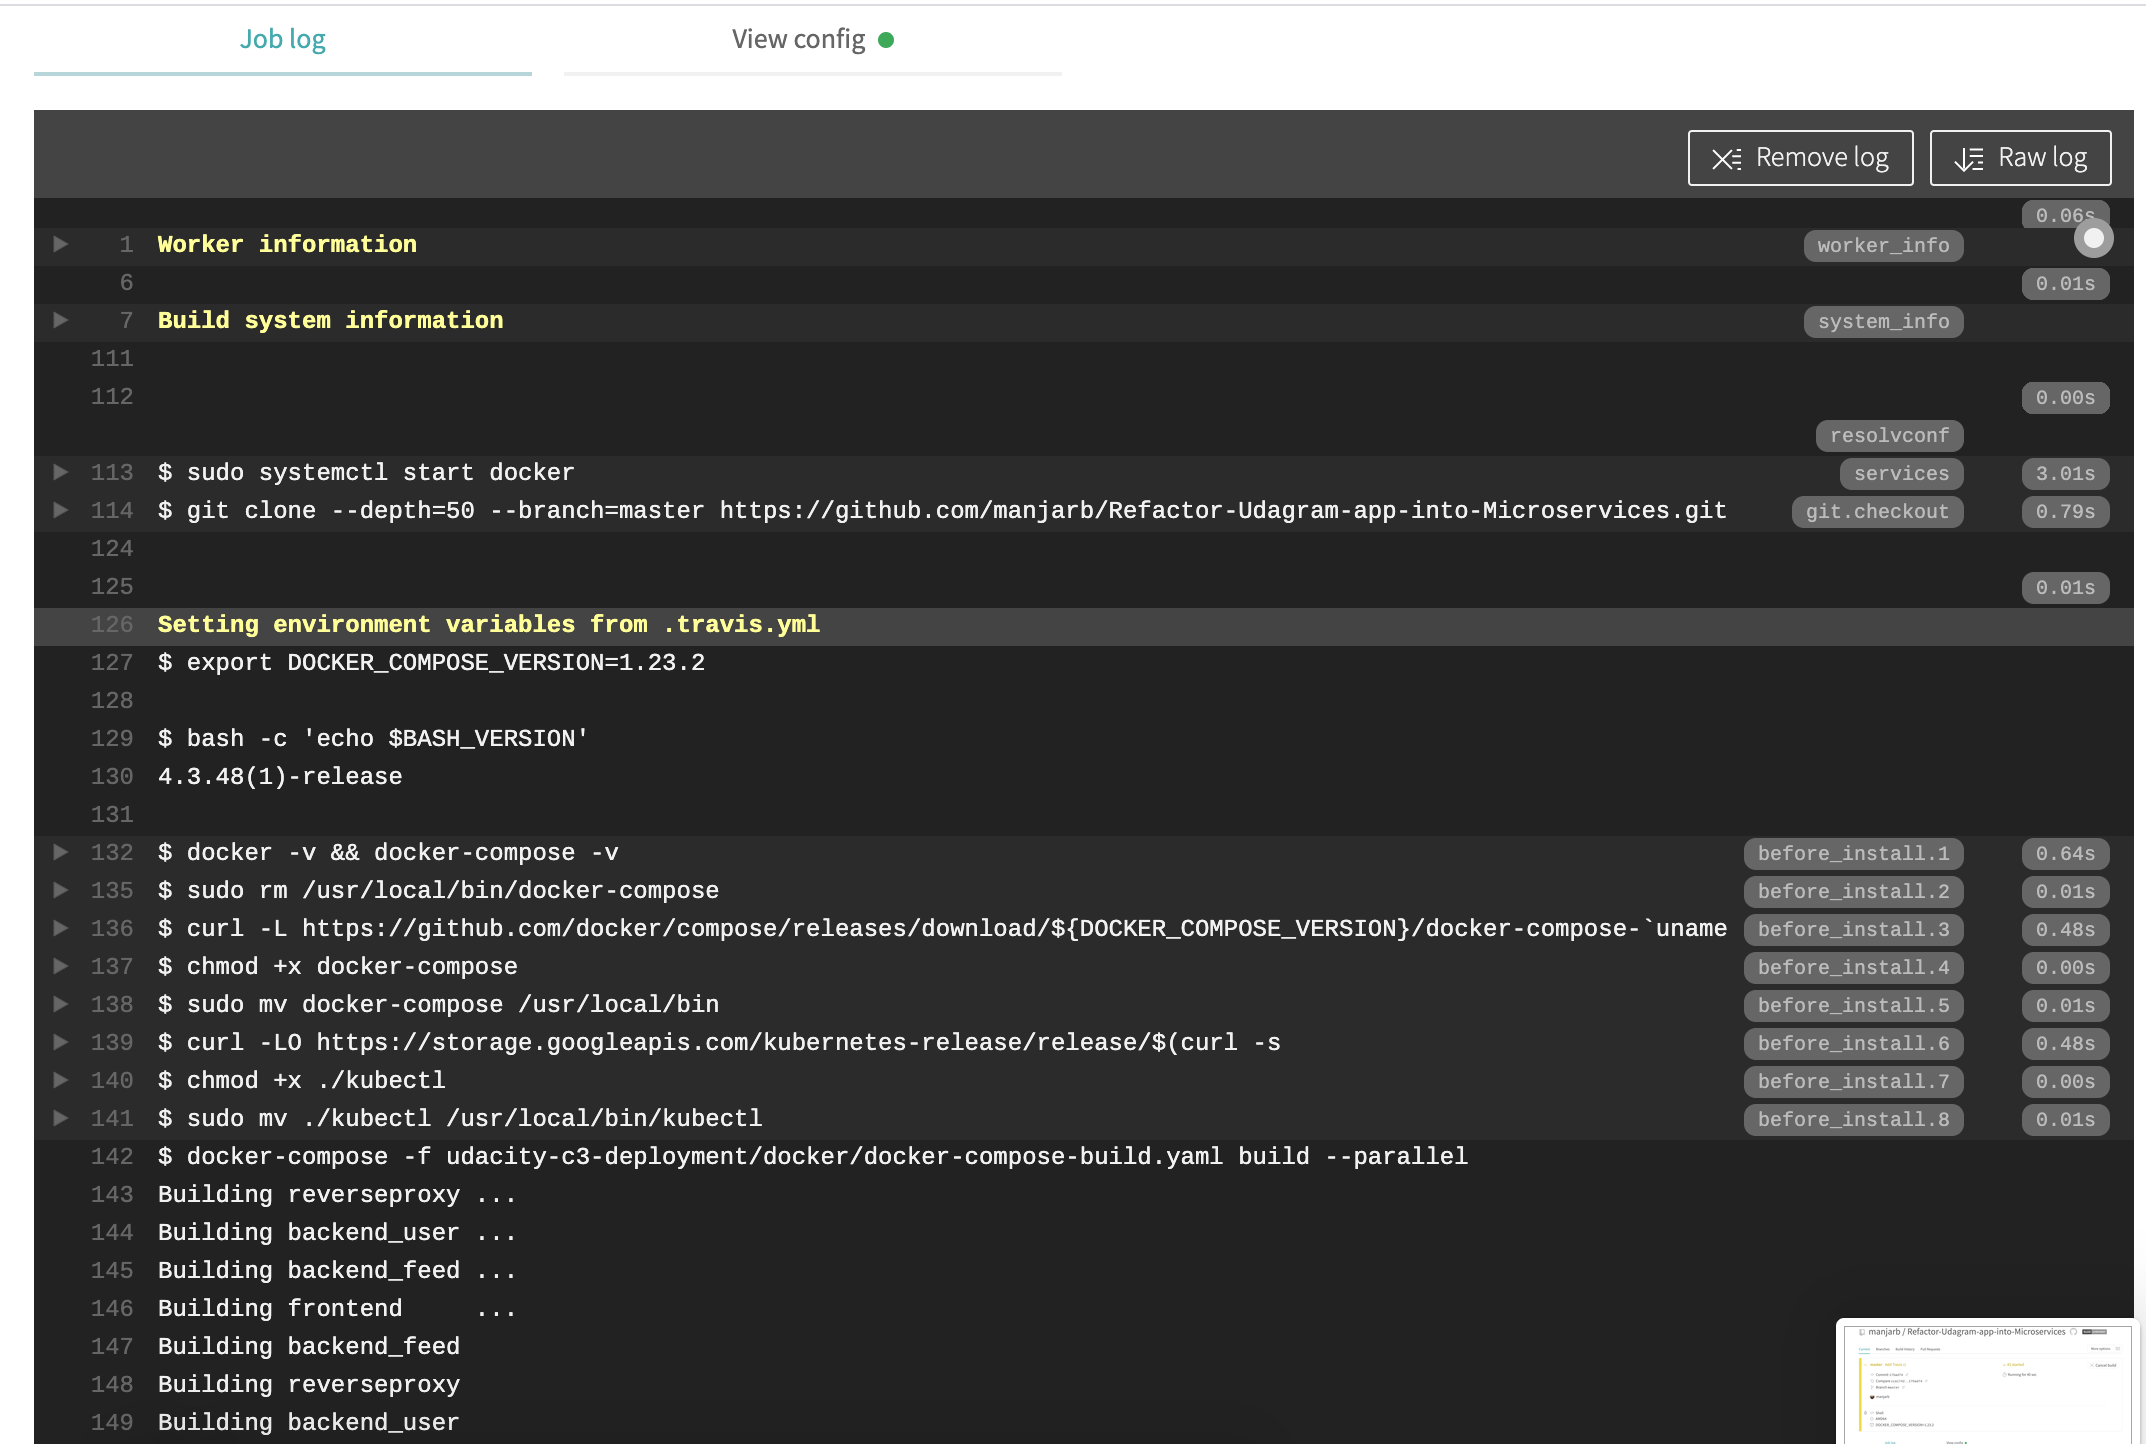 Job log
View config
Remove log
Raw log
0.06s
1 Worker information worker_info
6 0.01s
7 Build system information system_info
111
112 0.00s
resolvconf
113 $ sudo systemctl start docker services 3.01s
114 $ git clone --depth=50 --branch=master https://github.com/manjarb/Refactor-Udagram-app-into-Microservices.git git.checkout 0.79s
124
125 0.01s
126 Setting environment variables from .travis.yml
127 $ export DOCKER_COMPOSE_VERSION=1.23.2
128
129 $ bash -c 'echo $BASH_VERSION'
130 4.3.48(1)-release
131
132 $ docker -v && docker-compose -v before_install.1 0.64s
135 $ sudo rm /usr/local/bin/docker-compose before_install.2 0.01s
136 $ curl -L https://github.com/docker/compose/releases/download/${DOCKER_COMPOSE_VERSION}/docker-compose-`uname before_install.3 0.48s
137 $ chmod +x docker-compose before_install.4 0.00s
138 $ sudo mv docker-compose /usr/local/bin before_install.5 0.01s
139 $ curl -LO https://storage.googleapis.com/kubernetes-release/release/$(curl -s before_install.6 0.48s
140 $ chmod +x ./kubectl before_install.7 0.00s
141 $ sudo mv ./kubectl /usr/local/bin/kubectl before_install.8 0.01s
142 $ docker-compose -f udacity-c3-deployment/docker/docker-compose-build.yaml build --parallel
143 Building reverseproxy ...
144 Building backend_user ...
145 Building backend_feed ...
146 Building frontend ...
147 Building backend_feed
148 Building reverseproxy
149 Building backend_user
manjarb / Refactor-Udagram-app-into-Microservices